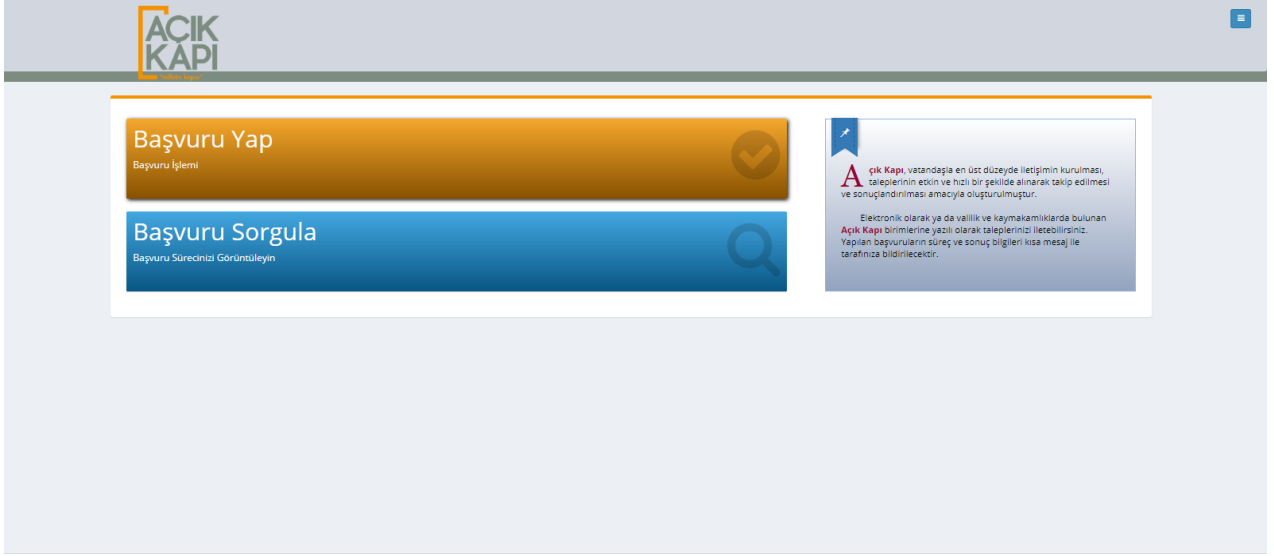 AÇIK
KAPI
Başvuru Yap
Başvuru İşlemi
Başvuru Sorgula
Başvuru Sürecinizi Görüntüleyin
Açık Kapı, vatandaşla en üst düzeyde iletişimin kurulması,
taleplerinin etkin ve hızlı bir şekilde alınarak takip edilmesi
ve sonuçlandırılması amacıyla oluşturulmuştur.
Elektronik olarak ya da valilik ve kaymakamlıklarda bulunan
Açık Kapı birimlerine yazılı olarak taleplerinizi iletebilirsiniz.
Yapılan başvuruların süreç ve sonuç bilgileri kısa mesaj ile
tarafınıza bildirilecektir.